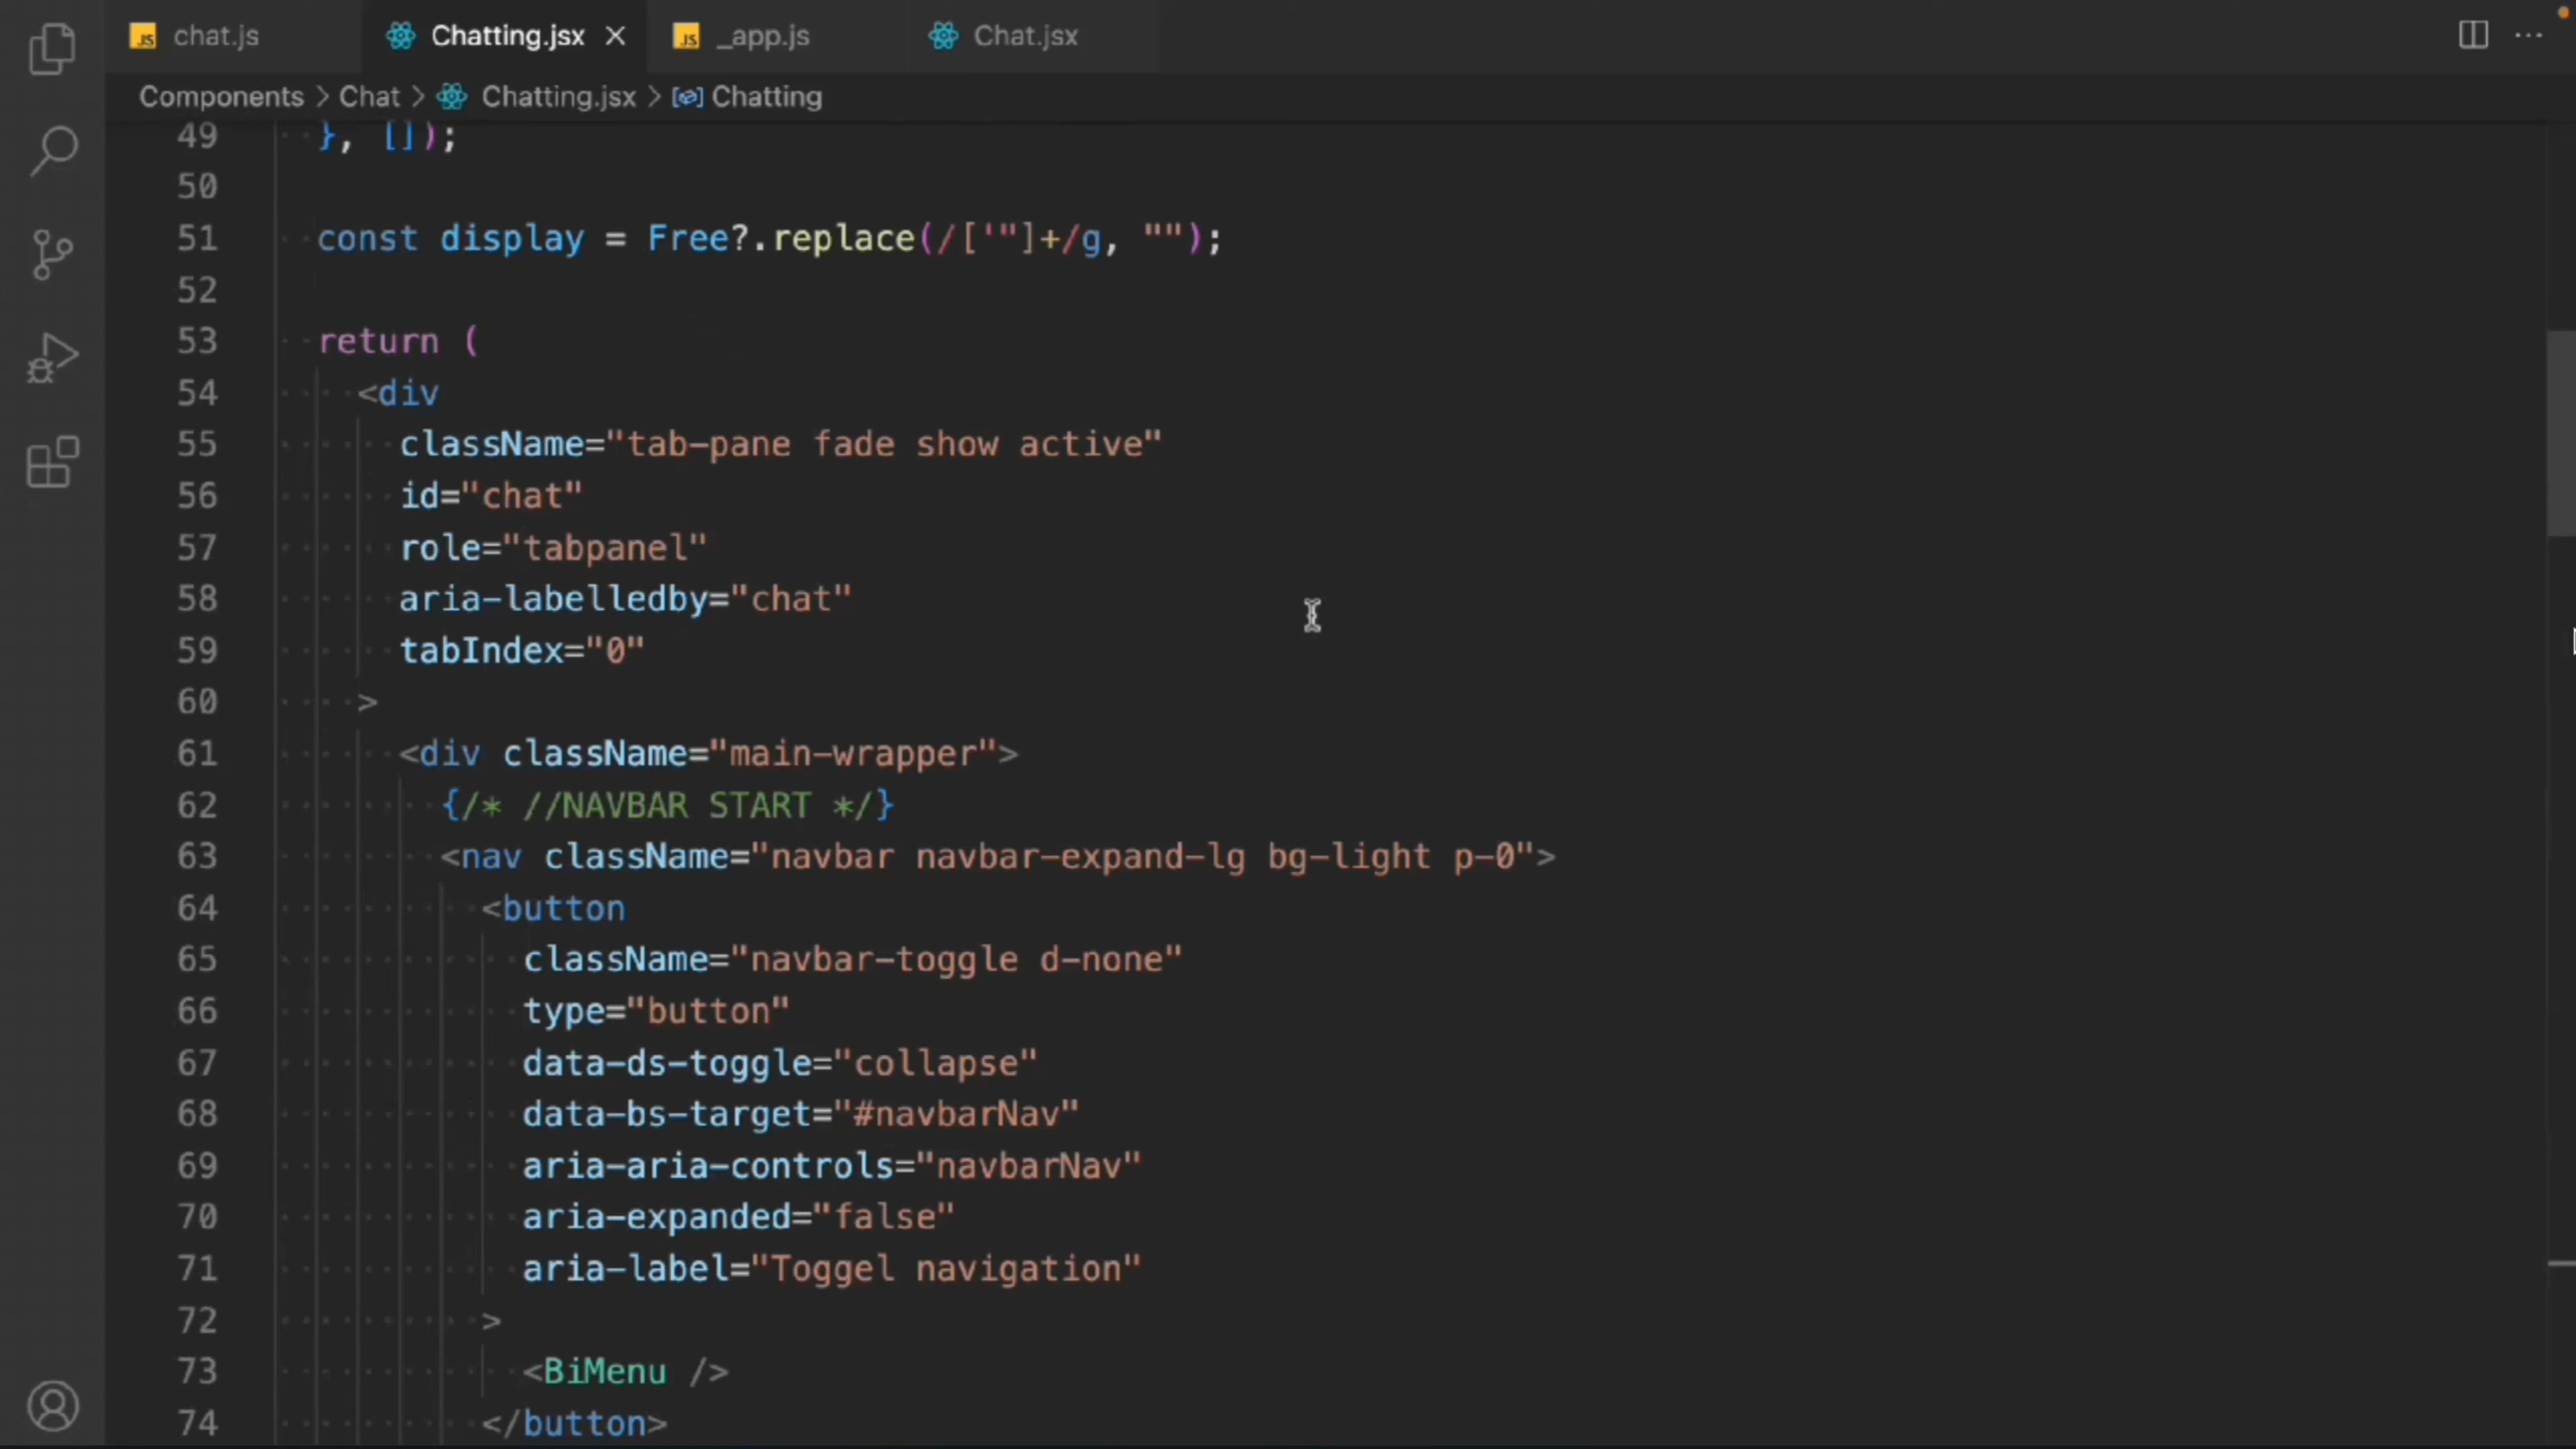 chat.js Chatting.jsx _app.js Chat.jsx
Components > Chat > Chatting.jsx > Chatting
49 }, []);
50
51 const display = Free?.replace(/['"]+/g, "");
52
53 return (
54 <div
55 className="tab-pane fade show active"
56 id="chat"
57 role="tabpanel"
58 aria-labelledby="chat"
59 tabIndex="0"
60 >
61 <div className="main-wrapper">
62 {/* //NAVBAR START */}
63 <nav className="navbar navbar-expand-lg bg-light p-0">
64 <button
65 className="navbar-toggle d-none"
66 type="button"
67 data-ds-toggle="collapse"
68 data-bs-target="#navbarNav"
69 aria-aria-controls="navbarNav"
70 aria-expanded="false"
71 aria-label="Toggel navigation"
72 >
73 <BiMenu />
74 </button>